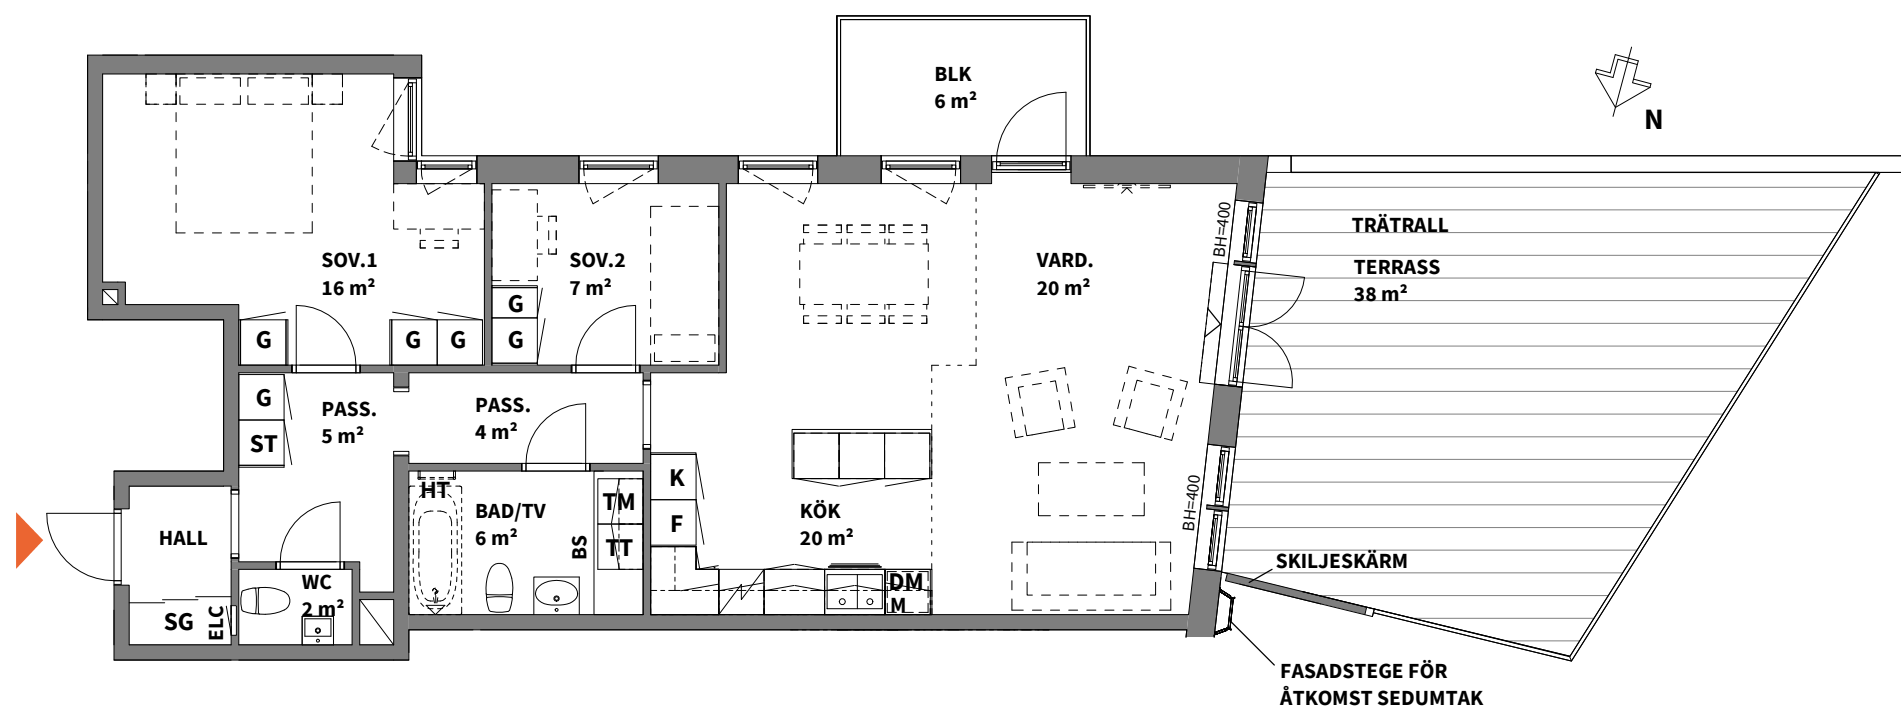 BLK
6 m²
N
SOV.1
16 m²
SOV.2
7 m²
VARD.
20 m²
BH=400
TRÄTRALL
TERRASS
38 m²
G
G
G
G
G
G
ST
PASS.
5 m²
PASS.
4 m²
HT
BAD/TV
6 m²
BS
TM
TT
K
F
KÖK
20 m²
DM
M
BH=400
HALL
SG
ELC
WC
2 m²
SKILJESKÄRM
FASADSTEGE FÖR
ÅTKOMST SEDUMTAK